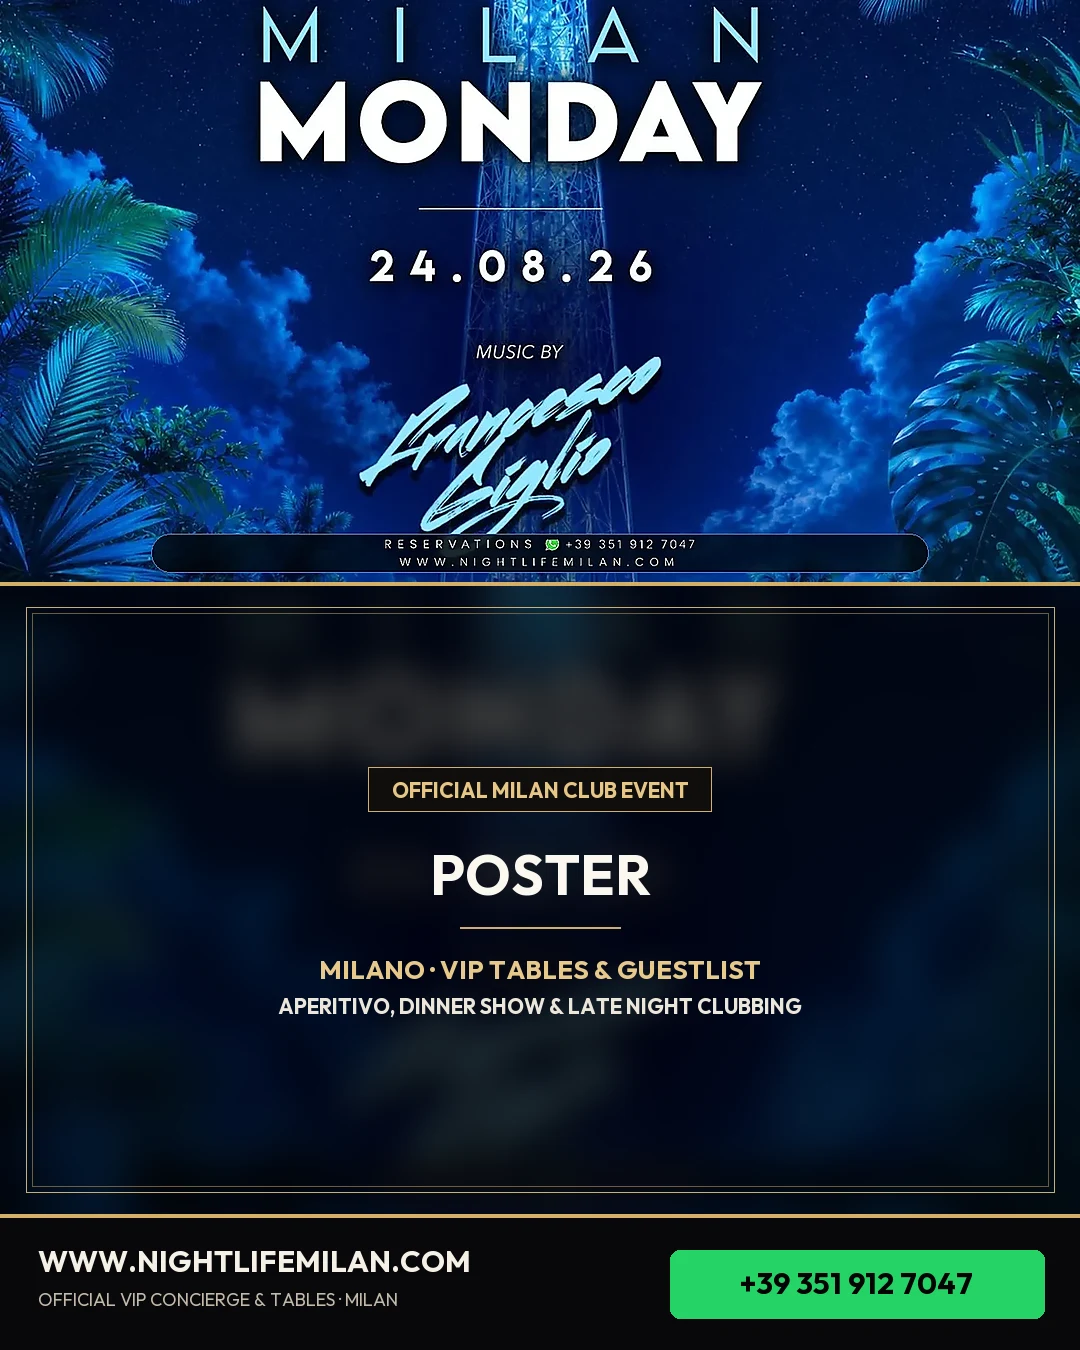 MILAN
MONDAY
24.08.26
MUSIC BY
Francesco
Giglio
RESERVATIONS +39 351 912 7047
WWW.NIGHTLIFEMILAN.COM
OFFICIAL MILAN CLUB EVENT
POSTER
MILANO · VIP TABLES & GUESTLIST
APERITIVO, DINNER SHOW & LATE NIGHT CLUBBING
WWW.NIGHTLIFEMILAN.COM
+39 351 912 7047
OFFICIAL VIP CONCIERGE & TABLES · MILAN